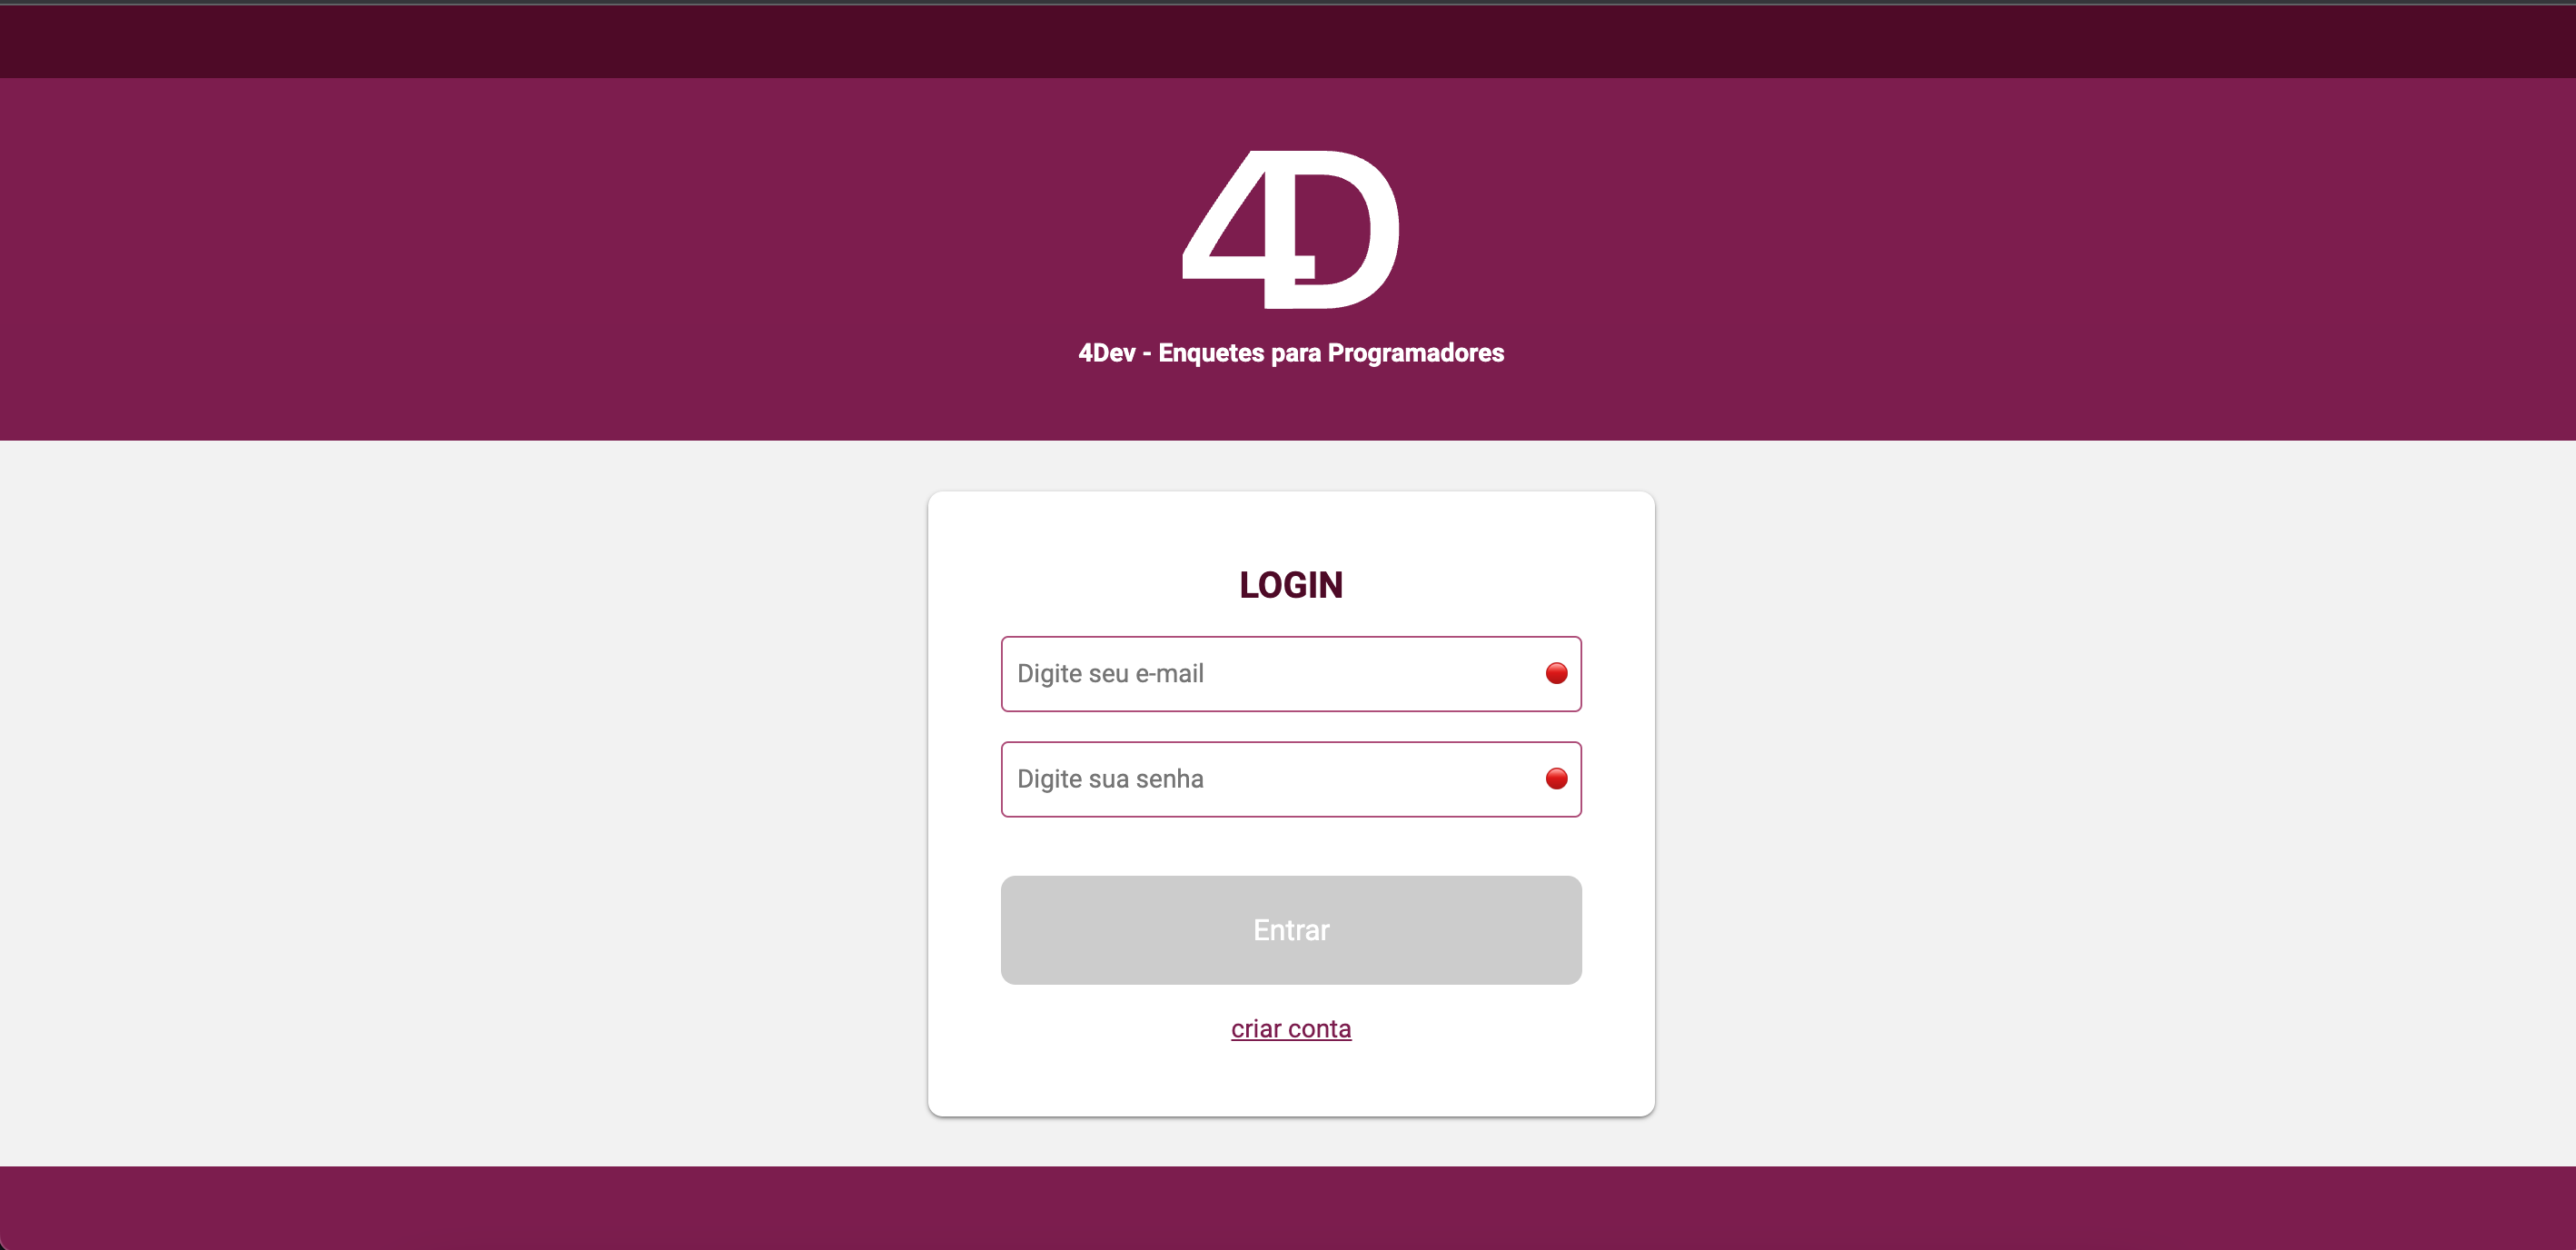 4D
4Dev - Enquetes para Programadores
LOGIN
Digite seu e-mail
Digite sua senha
Entrar
criar conta